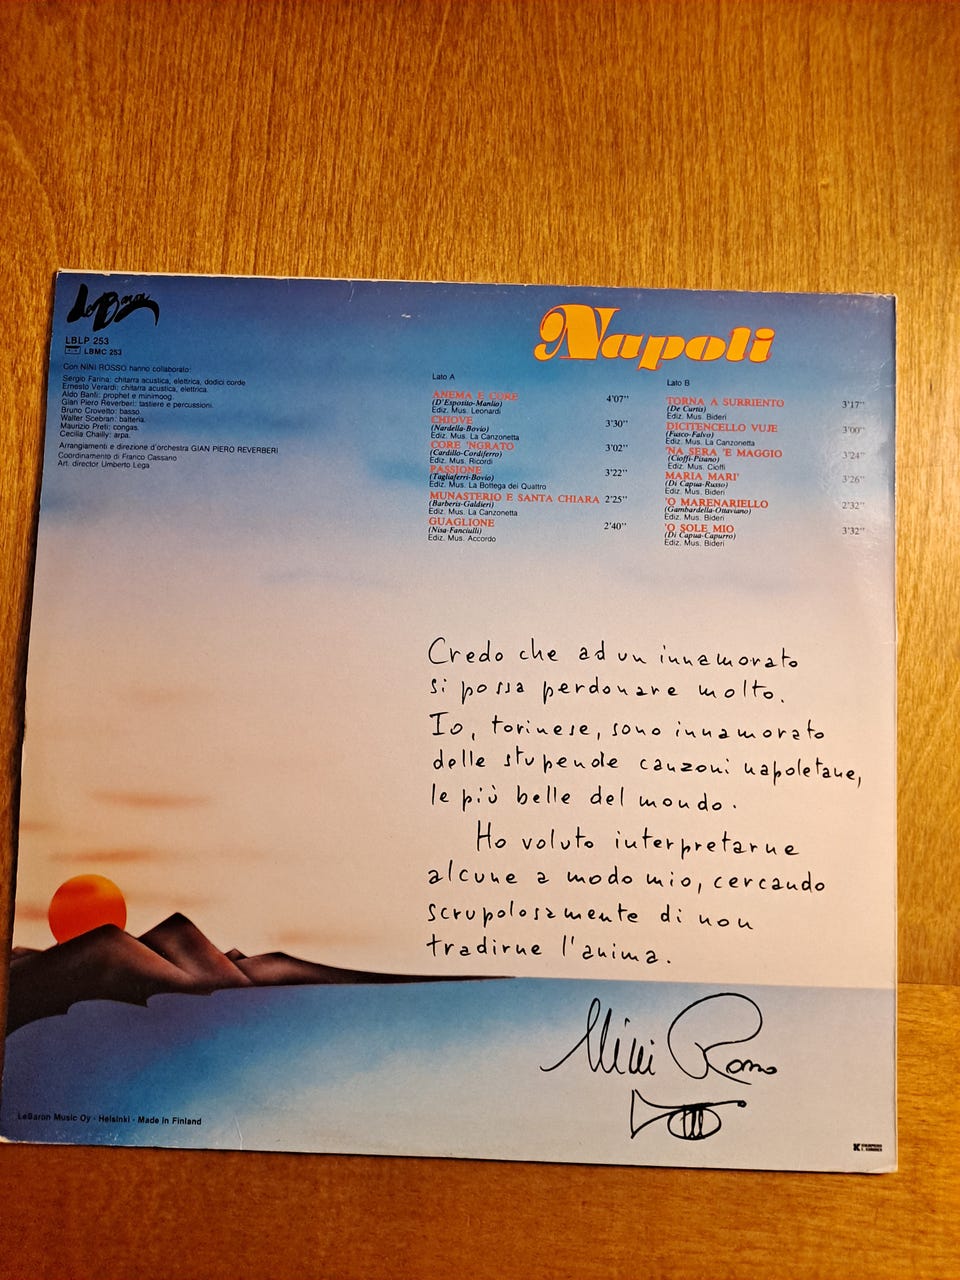 LeBaron
LBLP 253
LBMC 253
Con NINI ROSSO hanno collaborato:
Sergio Farina: chitarra acustica, elettrica, dodici corde
Ernesto Verardi: chitarra acustica, elettrica.
Aldo Banfi: prophet e minimoog.
Gian Piero Reverberi: tastiere e percussioni.
Bruno Crovetto: basso.
Walter Scebran: batteria.
Maurizio Preti: congas.
Cecilia Chailly: arpa.
Arrangiamenti e direzione d'orchestra GIAN PIERO REVERBERI
Coordinamento di Franco Cassano
Art. director Umberto Lega
Napoli
Lato A
ANEMA E CORE 4'07"
(D'Esposito-Manlio)
Ediz. Mus. Leonardi
CHIOVE 3'30"
(Nardella-Bovio)
Ediz. Mus. La Canzonetta
CORE 'NGRATO 3'02"
(Cardillo-Cordiferro)
Ediz. Mus. Ricordi
PASSIONE 3'22"
(Tagliaferri-Bovio)
Ediz. Mus. La Bottega dei Quattro
MUNASTERIO E SANTA CHIARA 2'25"
(Barberis-Galdieri)
Ediz. Mus. La Canzonetta
GUAGLIONE 2'40"
(Nisa-Fanciulli)
Ediz. Mus. Accordo
Lato B
TORNA A SURRIENTO 3'17"
(De Curtis)
Ediz. Mus. Bideri
DICITENCELLO VUJE 3'00"
(Fusco-Falvo)
Ediz. Mus. La Canzonetta
'NA SERA 'E MAGGIO 3'24"
(Cioffi-Pisano)
Ediz. Mus. Cioffi
MARIA MARI' 3'26"
(Di Capua-Russo)
Ediz. Mus. Bideri
'O MARENARIELLO 2'32"
(Gambardella-Ottaviano)
Ediz. Mus. Bideri
'O SOLE MIO 3'32"
(Di Capua-Capurro)
Ediz. Mus. Bideri
Credo che ad un innamorato
si possa perdonare molto.
Io, torinese, sono innamorato
delle stupende canzoni napoletane,
le più belle del mondo.
Ho voluto interpretarne
alcune a modo mio, cercando
scrupolosamente di non
tradirne l'anima.
Nini Rosso
LeBaron Music Oy - Helsinki - Made in Finland